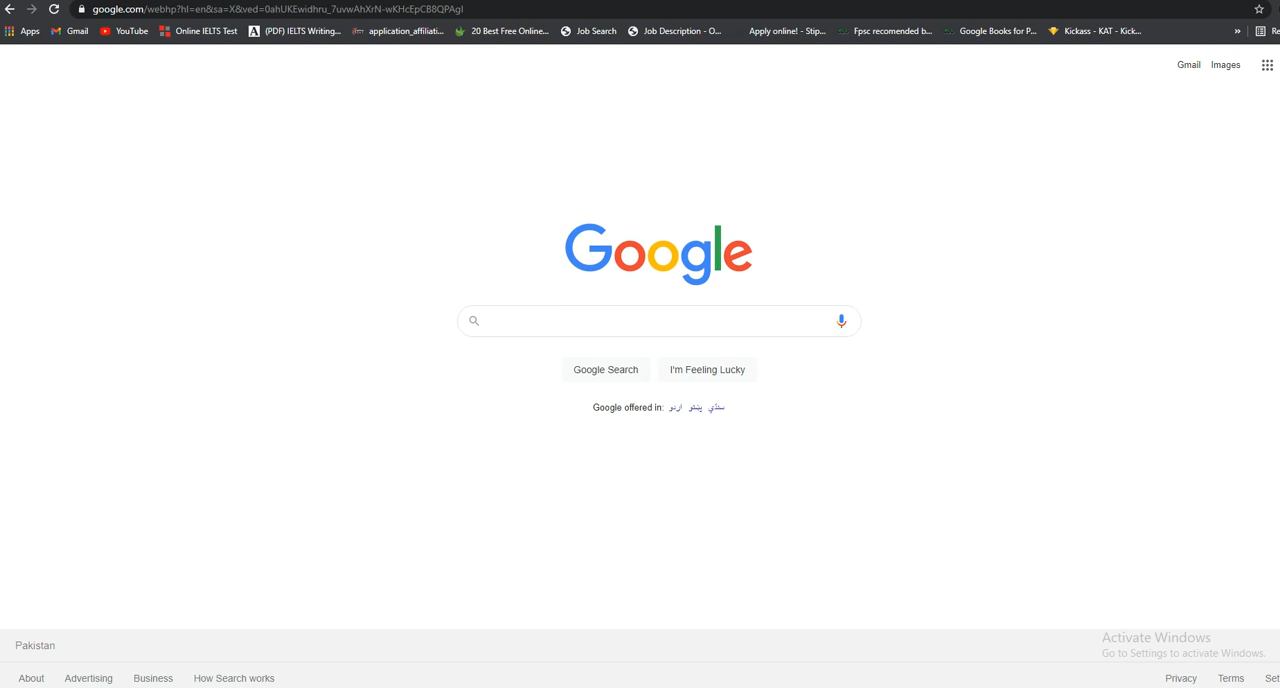 google.com/webhp?hl=en&sa=X&ved=0ahUKEwidhru_7uvwAhXrN-wKHcEpCB8QPAgI
Apps Gmail YouTube Online IELTS Test (PDF) IELTS Writing... application_affiliati... 20 Best Free Online... Job Search Job Description - O... Apply online! - Stip... Fpsc recomended b... Google Books for P... Kickass - KAT - Kick... » Re
Gmail Images
Google
Google Search I'm Feeling Lucky
Google offered in: اردو پښتو سنڌي
Pakistan
Activate Windows
Go to Settings to activate Windows.
About Advertising Business How Search works Privacy Terms Set